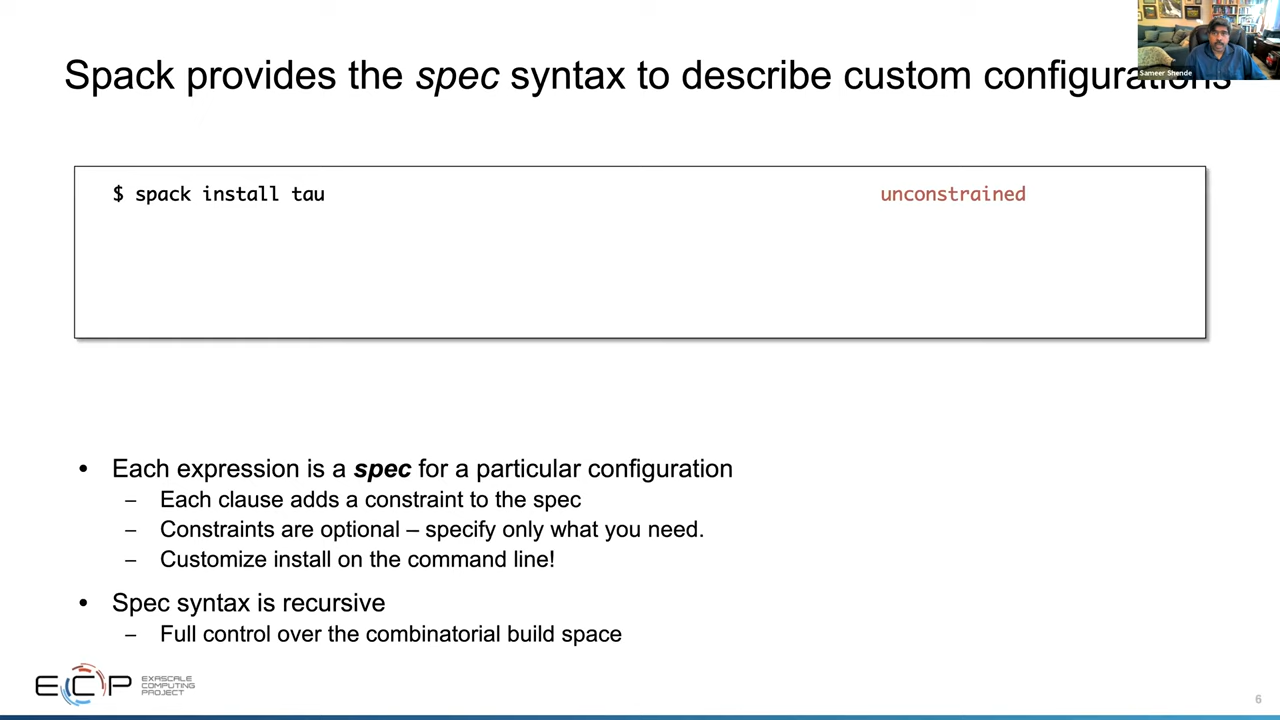 Sameer Shende
Spack provides the spec syntax to describe custom configurations
$ spack install tau unconstrained
• Each expression is a spec for a particular configuration
– Each clause adds a constraint to the spec
– Constraints are optional – specify only what you need.
– Customize install on the command line!
• Spec syntax is recursive
– Full control over the combinatorial build space
ECP
EXASCALE
COMPUTING
PROJECT
6